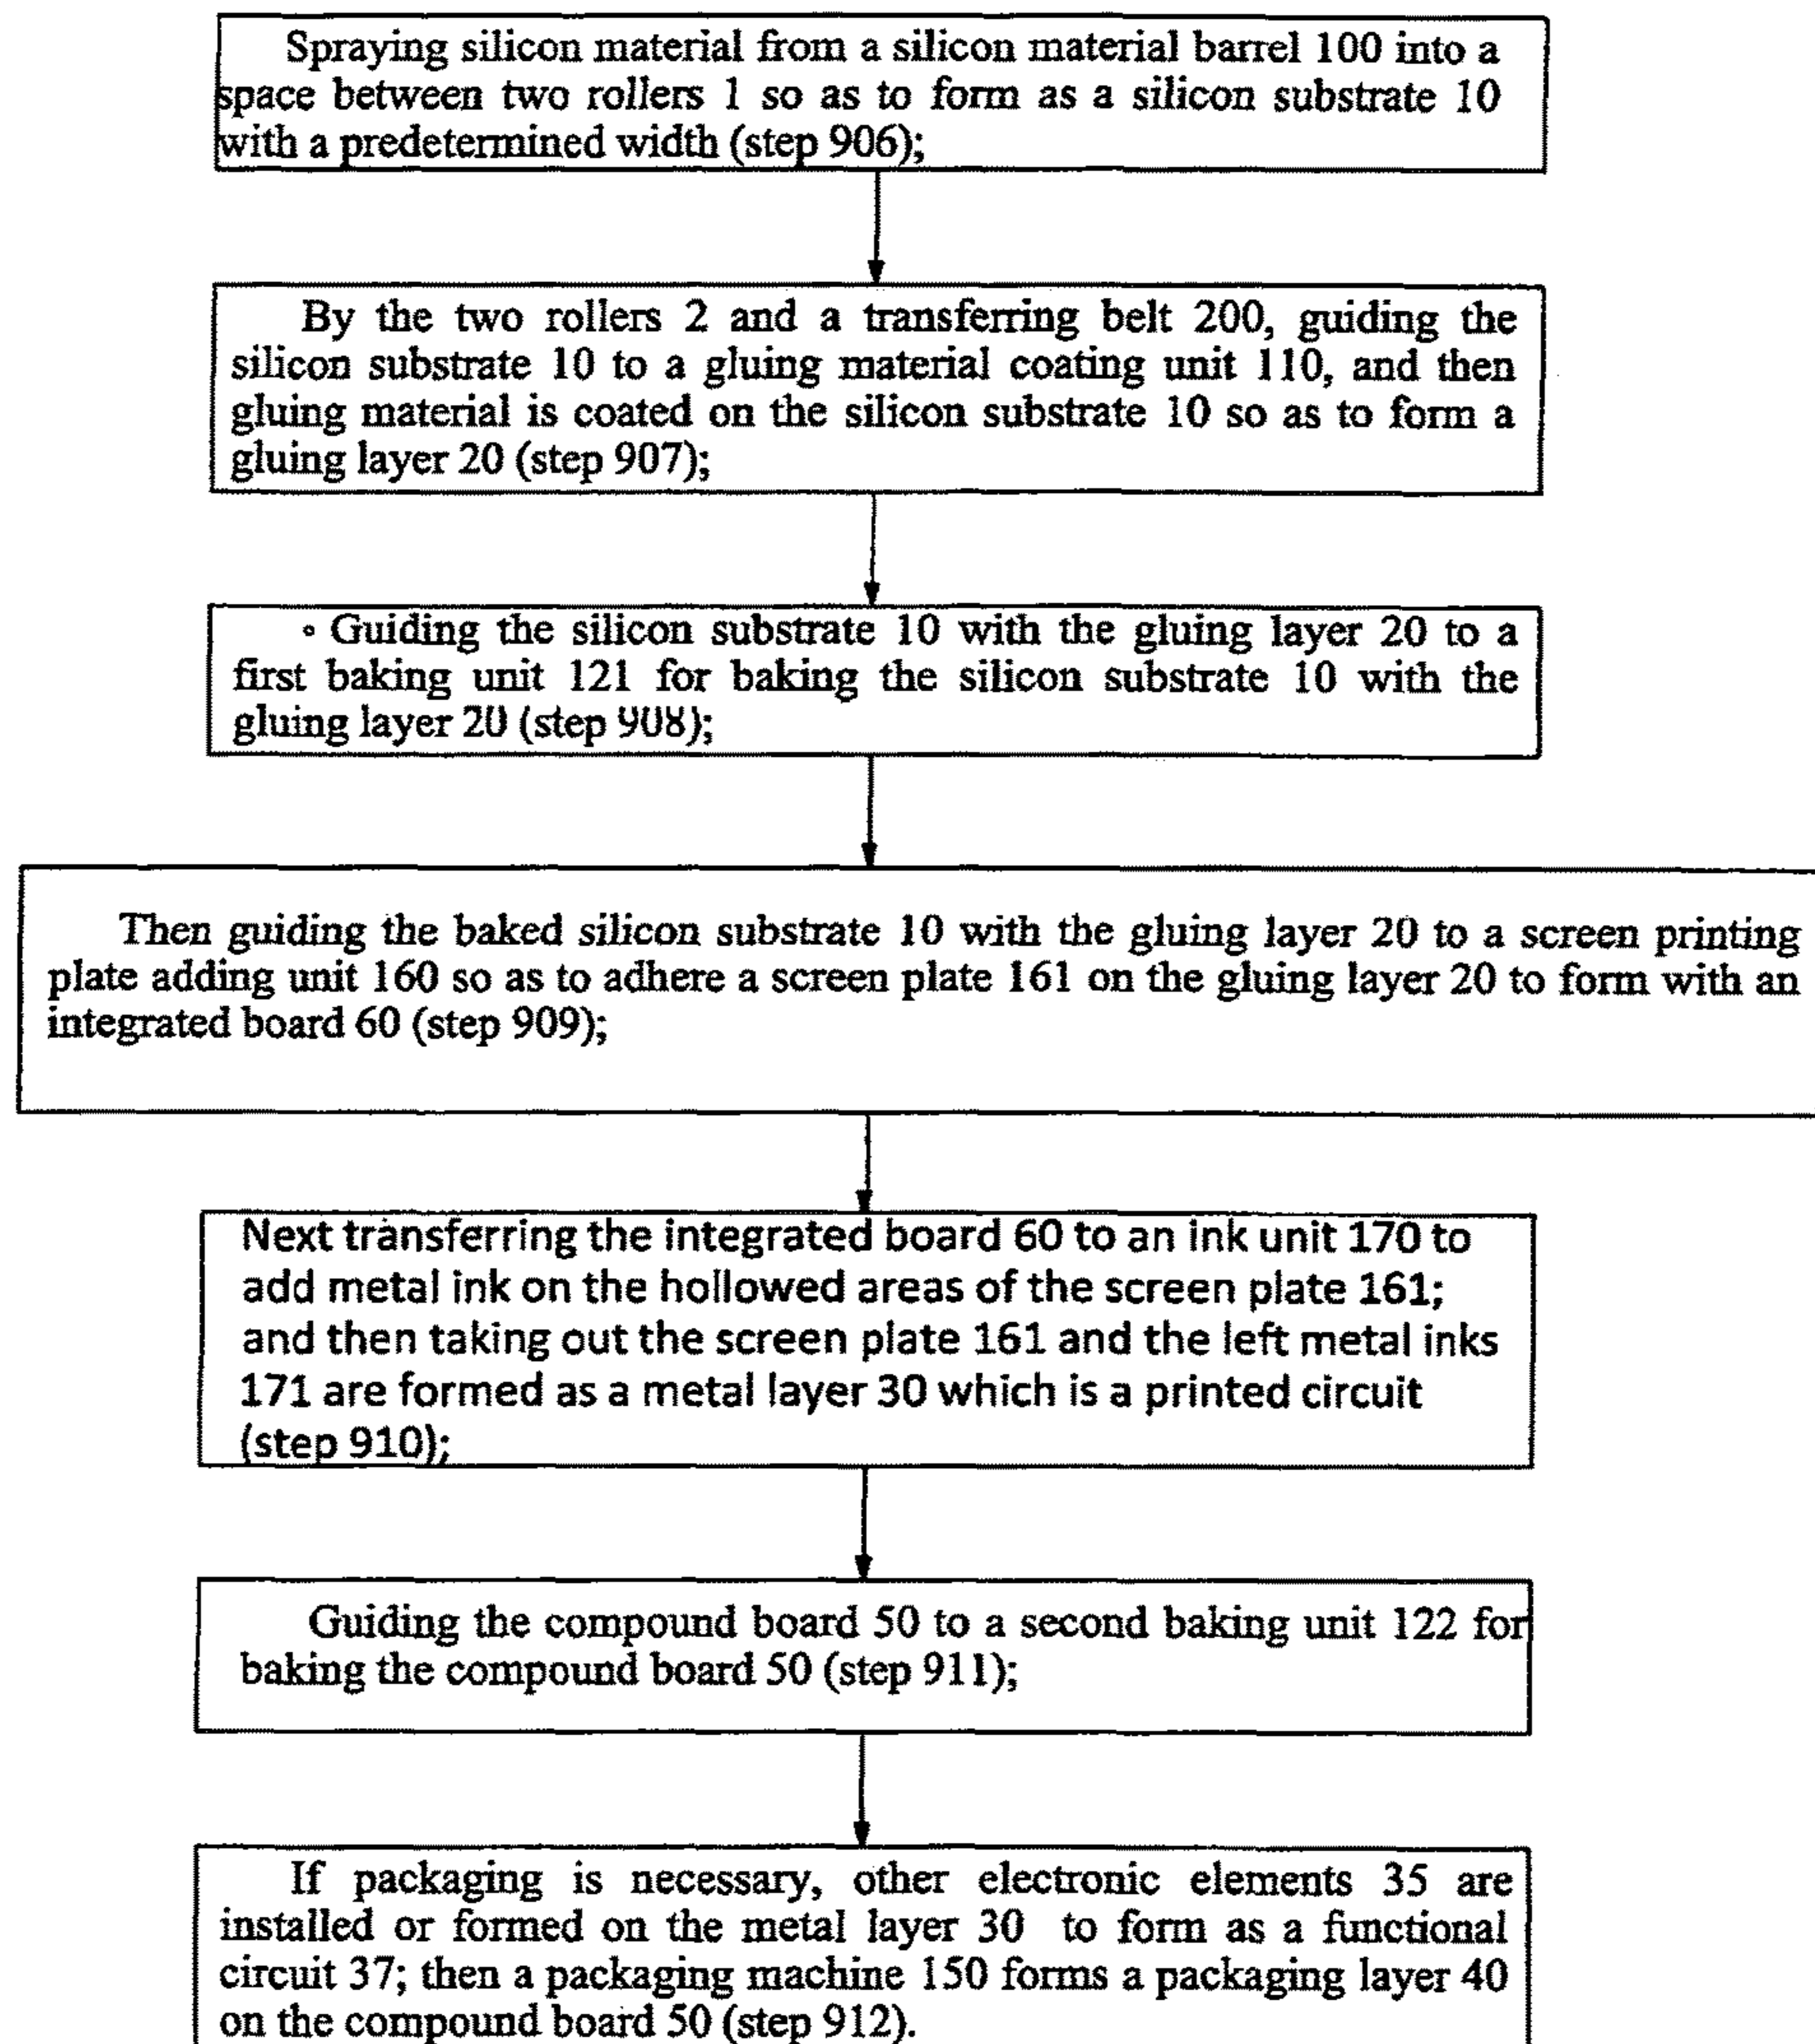 Spraying silicon material from a silicon material barrel 100 into a
space between two rollers 1 so as to form as a silicon substrate 10
with a predetermined width (step 906);
By the two rollers 2 and a transferring belt 200, guiding the
silicon substrate 10 to a gluing material coating unit 110, and then
gluing material is coated on the silicon substrate 10 so as to form a
gluing layer 20 (step 907);
∘ Guiding the silicon substrate 10 with the gluing layer 20 to a
first baking unit 121 for baking the silicon substrate 10 with the
gluing layer 20 (step 908);
Then guiding the baked silicon substrate 10 with the gluing layer 20 to a screen printing
plate adding unit 160 so as to adhere a screen plate 161 on the gluing layer 20 to form with an
integrated board 60 (step 909);
Next transferring the integrated board 60 to an ink unit 170 to
add metal ink on the hollowed areas of the screen plate 161;
and then taking out the screen plate 161 and the left metal inks
171 are formed as a metal layer 30 which is a printed circuit
(step 910);
Guiding the compound board 50 to a second baking unit 122 for
baking the compound board 50 (step 911);
If packaging is necessary, other electronic elements 35 are
installed or formed on the metal layer 30 to form as a functional
circuit 37; then a packaging machine 150 forms a packaging layer 40
on the compound board 50 (step 912).